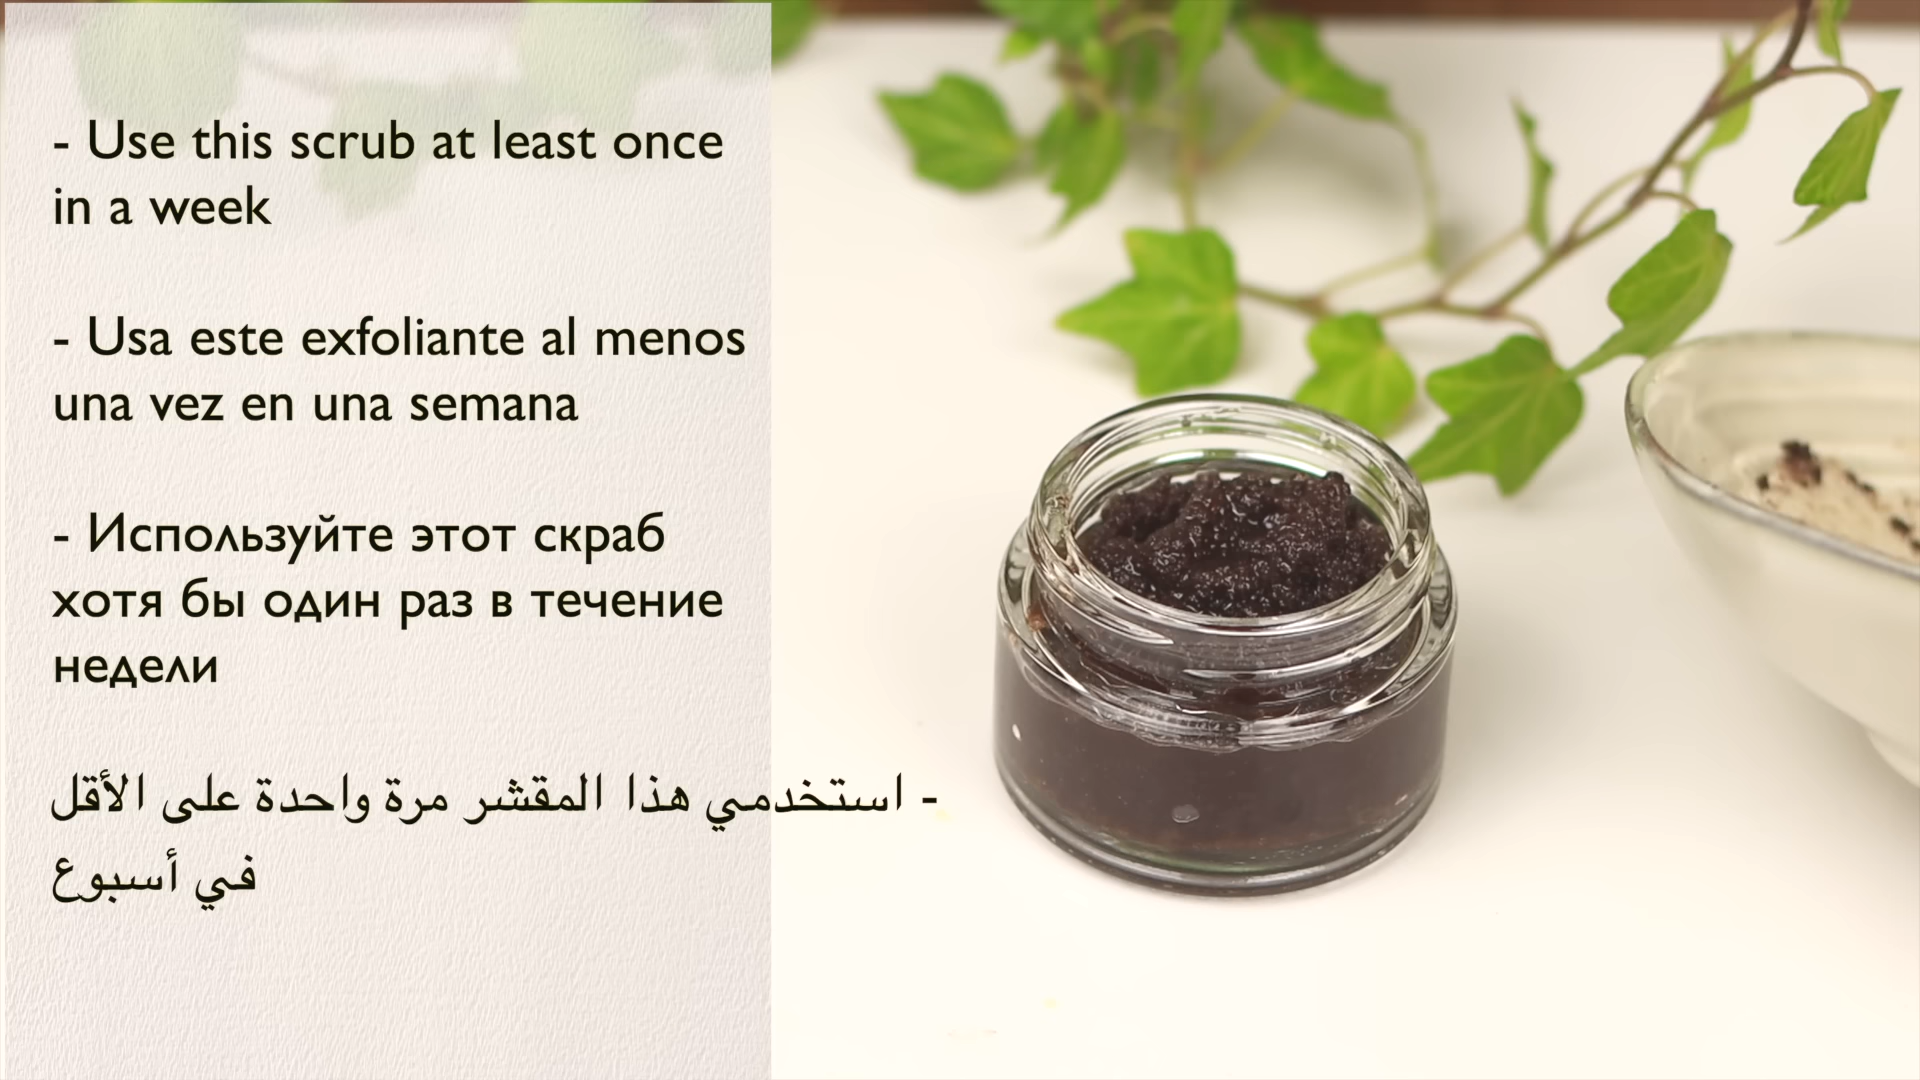 - Use this scrub at least once
in a week
- Usa este exfoliante al menos
una vez en una semana
- Используйте этот скраб
хотя бы один раз в течение
недели
- استخدمي هذا المقشر مرة واحدة على الأقل
في أسبوع